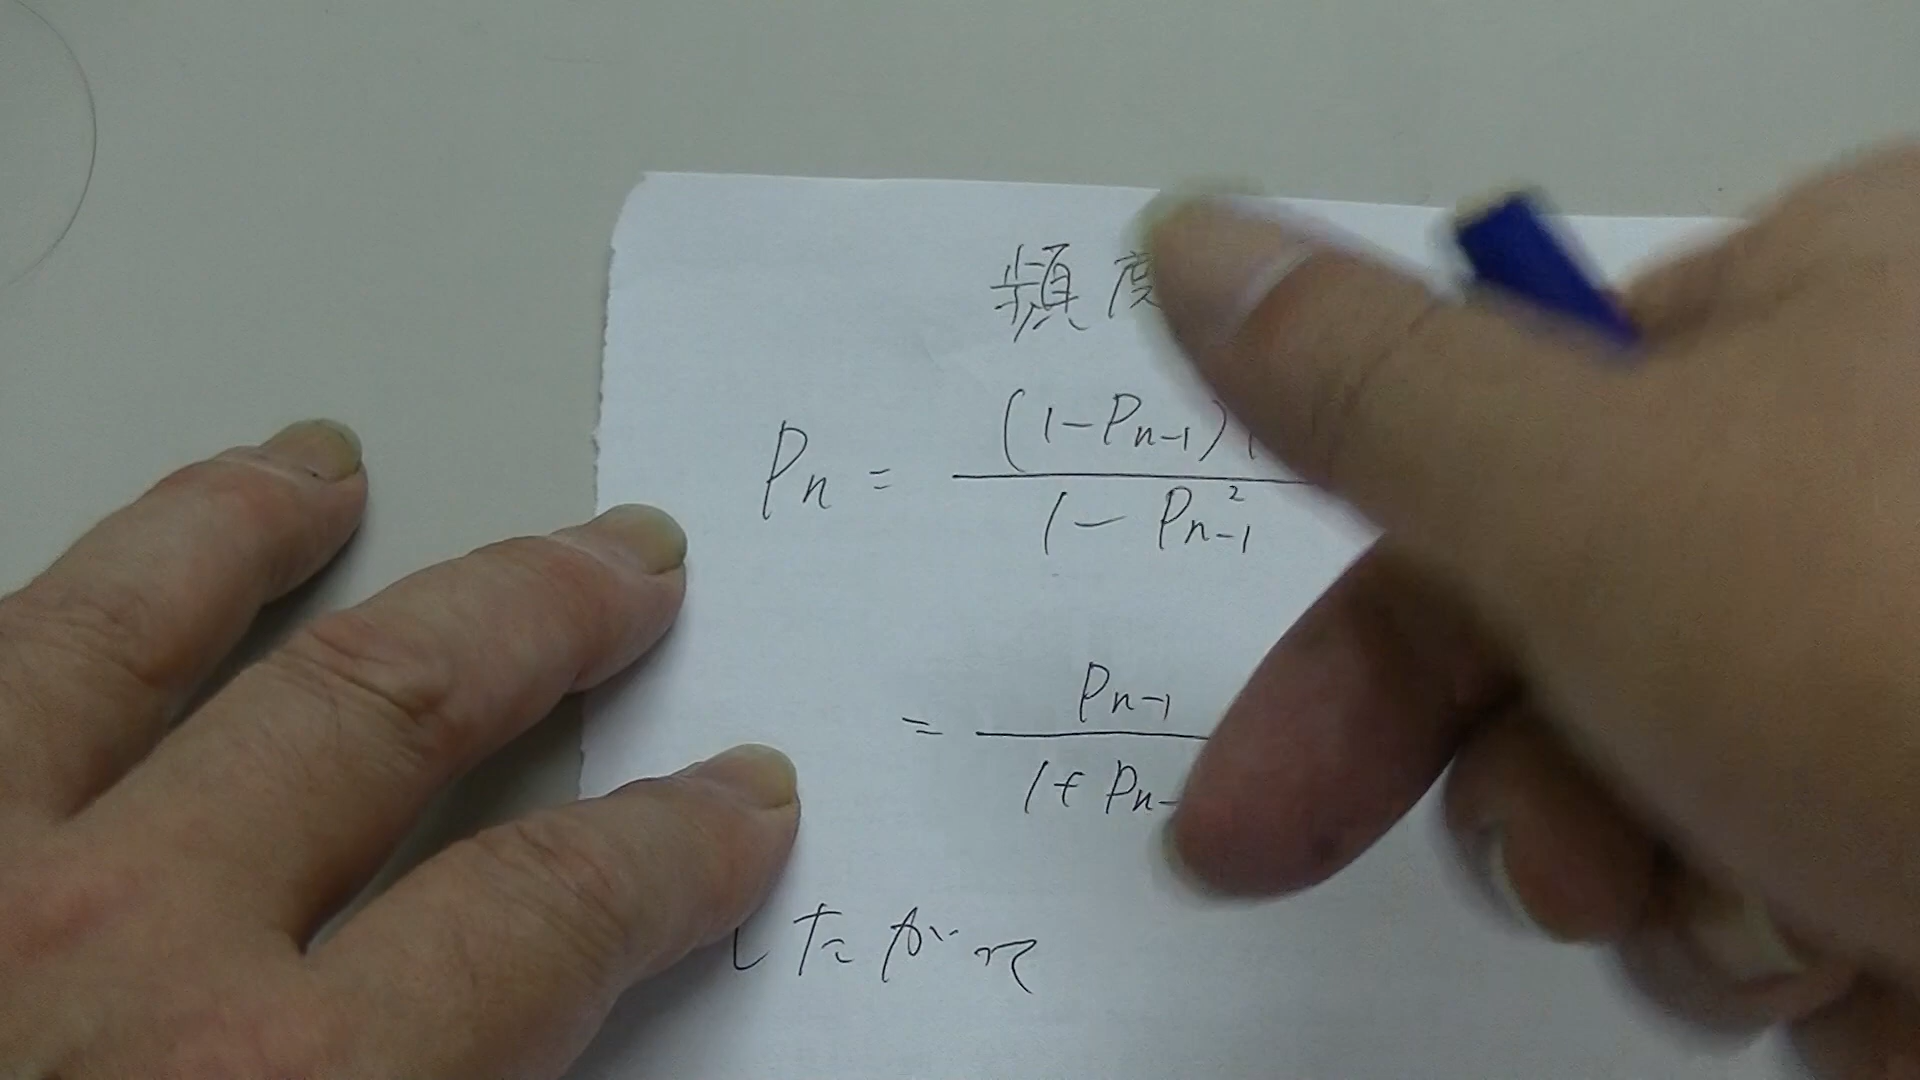 頻度
Pn = (1-Pn-1) / 1 - Pn-1²
= Pn-1 / 1+Pn-
したがって